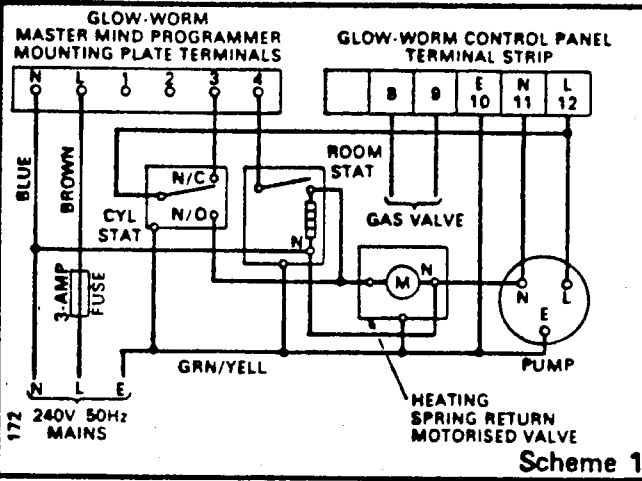 GLOW-WORM
MASTER MIND PROGRAMMER
MOUNTING PLATE TERMINALS
GLOW-WORM CONTROL PANEL
TERMINAL STRIP
N L 1 2 3 4
8 9 E 10 N 11 L 12
BLUE
BROWN
N/C
N/O
CYL
STAT
ROOM
STAT
N
GAS VALVE
3-AMP
FUSE
M N
N L
E
PUMP
GRN/YELL
N L E
240V 50Hz
MAINS
172
HEATING
SPRING RETURN
MOTORISED VALVE
Scheme 1